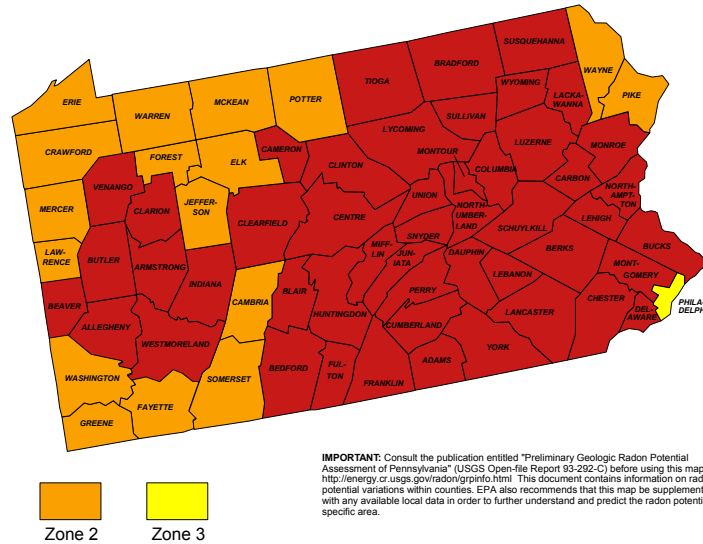 SUSQUEHANNA
BRADFORD
TIOGA
WAYNE
WYOMING
ERIE
POTTER
MCKEAN
WARREN
LACKA-
WANNA
PIKE
SULLIVAN
CRAWFORD
LYCOMING
LUZERNE
MONROE
FOREST
ELK
CAMERON
CLINTON
MONTOUR
COLUMBIA
CARBON
VENANGO
CLARION
JEFFER-
SON
CLEARFIELD
CENTRE
UNION
NORTH-
UMBER-
LAND
NORTH-
AMPT-
TON
MERCER
SNYDER
SCHUYLKILL
LEHIGH
LAW-
RENCE
BUTLER
ARMSTRONG
INDIANA
MIFF-
LIN
JUN-
IATA
DAUPHIN
BERKS
BUCKS
BEAVER
CAMBRIA
BLAIR
HUNTINGDON
PERRY
LEBANON
MONT-
GOMERY
ALLEGHENY
WESTMORELAND
CUMBERLAND
LANCASTER
CHESTER
DEL-
AWARE
PHILA-
DELPH
WASHINGTON
SOMERSET
BEDFORD
FUL-
TON
FRANKLIN
ADAMS
YORK
GREENE
FAYETTE
IMPORTANT: Consult the publication entitled "Preliminary Geologic Radon Potential
Assessment of Pennsylvania" (USGS Open-file Report 93-292-C) before using this map
http://energy.cr.usgs.gov/radon/grpinfo.html This document contains information on rad
potential variations within counties. EPA also recommends that this map be supplement
with any available local data in order to further understand and predict the radon potenti
specific area.
Zone 2
Zone 3